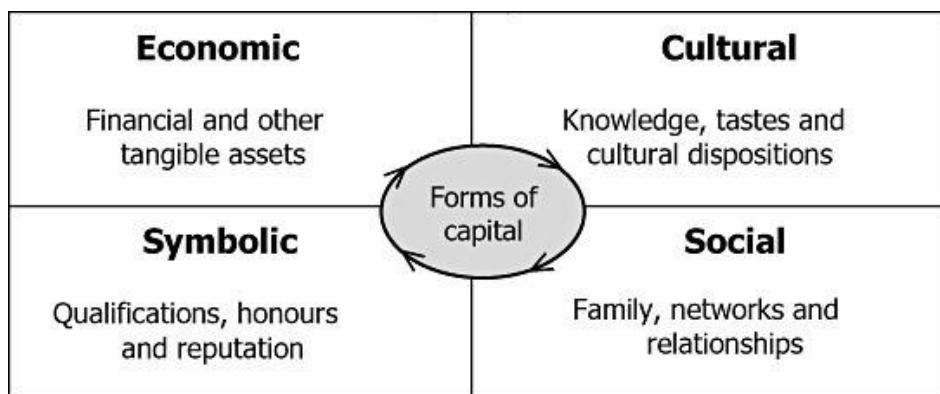 Economic
Financial and other
tangible assets
Cultural
Knowledge, tastes and
cultural dispositions
Forms of
capital
Symbolic
Qualifications, honours
and reputation
Social
Family, networks and
relationships